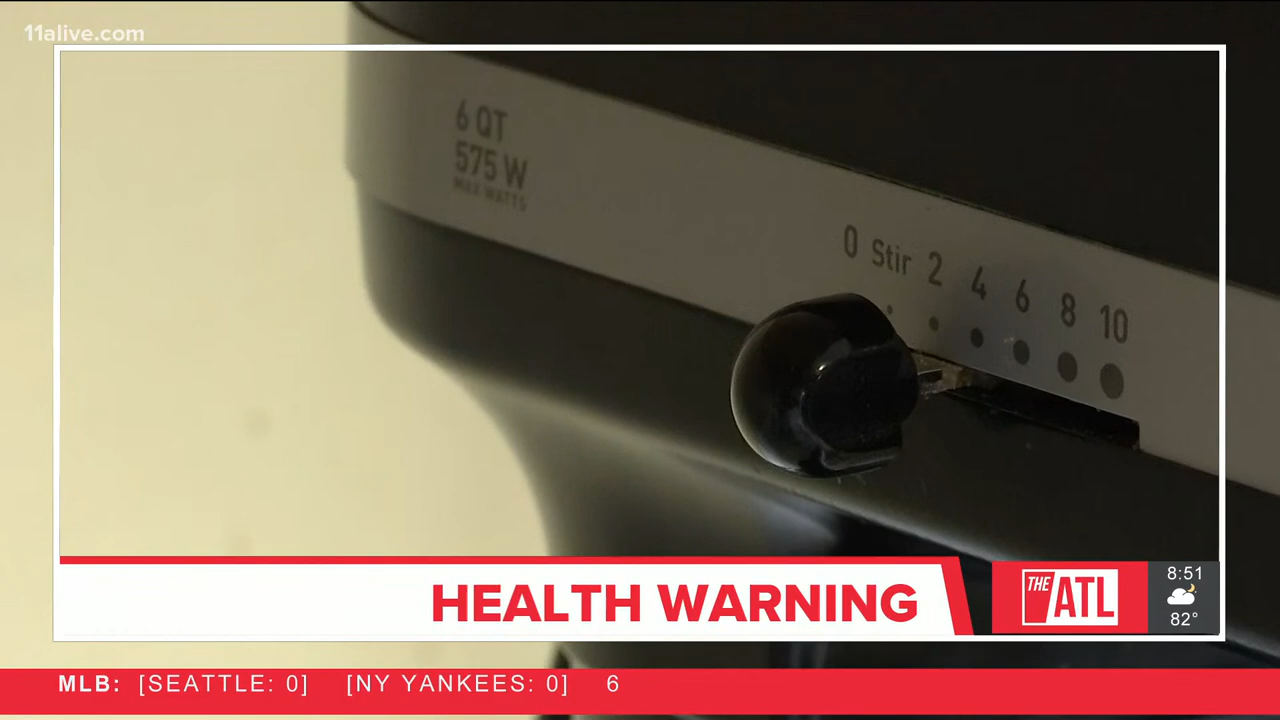 11alive.com
6 QT
575 W
MAX WATTS
0 Stir 2 4 6 8 10
HEALTH WARNING
THE ATL
8:51
82°
MLB: [SEATTLE: 0] [NY YANKEES: 0] 6